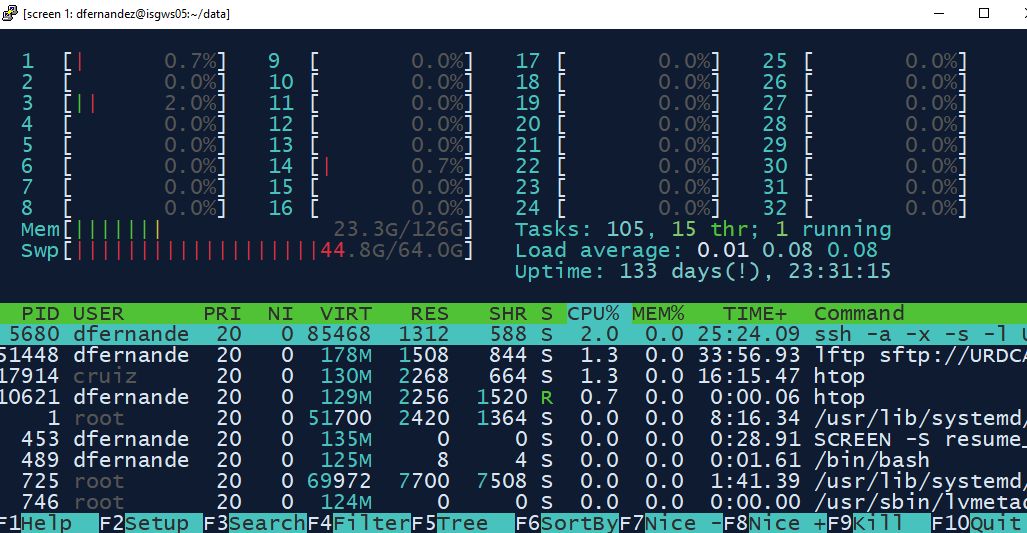 [screen 1: dfernandez@isgws05:~/data]
1 [| 0.7%] 9 [ 0.0%] 17 [ 0.0%] 25 [ 0.0%]
2 [ 0.0%] 10 [ 0.0%] 18 [ 0.0%] 26 [ 0.0%]
3 [|| 2.0%] 11 [ 0.0%] 19 [ 0.0%] 27 [ 0.0%]
4 [ 0.0%] 12 [ 0.0%] 20 [ 0.0%] 28 [ 0.0%]
5 [ 0.0%] 13 [ 0.0%] 21 [ 0.0%] 29 [ 0.0%]
6 [ 0.0%] 14 [| 0.7%] 22 [ 0.0%] 30 [ 0.0%]
7 [ 0.0%] 15 [ 0.0%] 23 [ 0.0%] 31 [ 0.0%]
8 [ 0.0%] 16 [ 0.0%] 24 [ 0.0%] 32 [ 0.0%]
Mem[||||||| 23.3G/126G] Tasks: 105, 15 thr; 1 running
Swp[|||||||||||||||||||44.8G/64.0G] Load average: 0.01 0.08 0.08
Uptime: 133 days(!), 23:31:15
PID USER PRI NI VIRT RES SHR S CPU% MEM% TIME+ Command
5680 dfernande 20 0 85468 1312 588 S 2.0 0.0 25:24.09 ssh -a -x -s -l
51448 dfernande 20 0 178M 1508 844 S 1.3 0.0 33:56.93 lftp sftp://URDCA
17914 cruiz 20 0 130M 2268 664 S 1.3 0.0 16:15.47 htop
10621 dfernande 20 0 129M 2256 1520 R 0.7 0.0 0:00.06 htop
1 root 20 0 51700 2420 1364 S 0.0 0.0 8:16.34 /usr/lib/systemd/
453 dfernande 20 0 135M 0 0 S 0.0 0.0 0:28.91 SCREEN -S resume_
489 dfernande 20 0 125M 8 4 S 0.0 0.0 0:01.61 /bin/bash
725 root 20 0 69972 7700 7508 S 0.0 0.0 1:41.39 /usr/lib/systemd/
746 root 20 0 124M 0 0 S 0.0 0.0 0:00.00 /usr/sbin/lvmetad
F1Help F2Setup F3SearchF4FilterF5Tree F6SortByF7Nice -F8Nice +F9Kill F10Quit